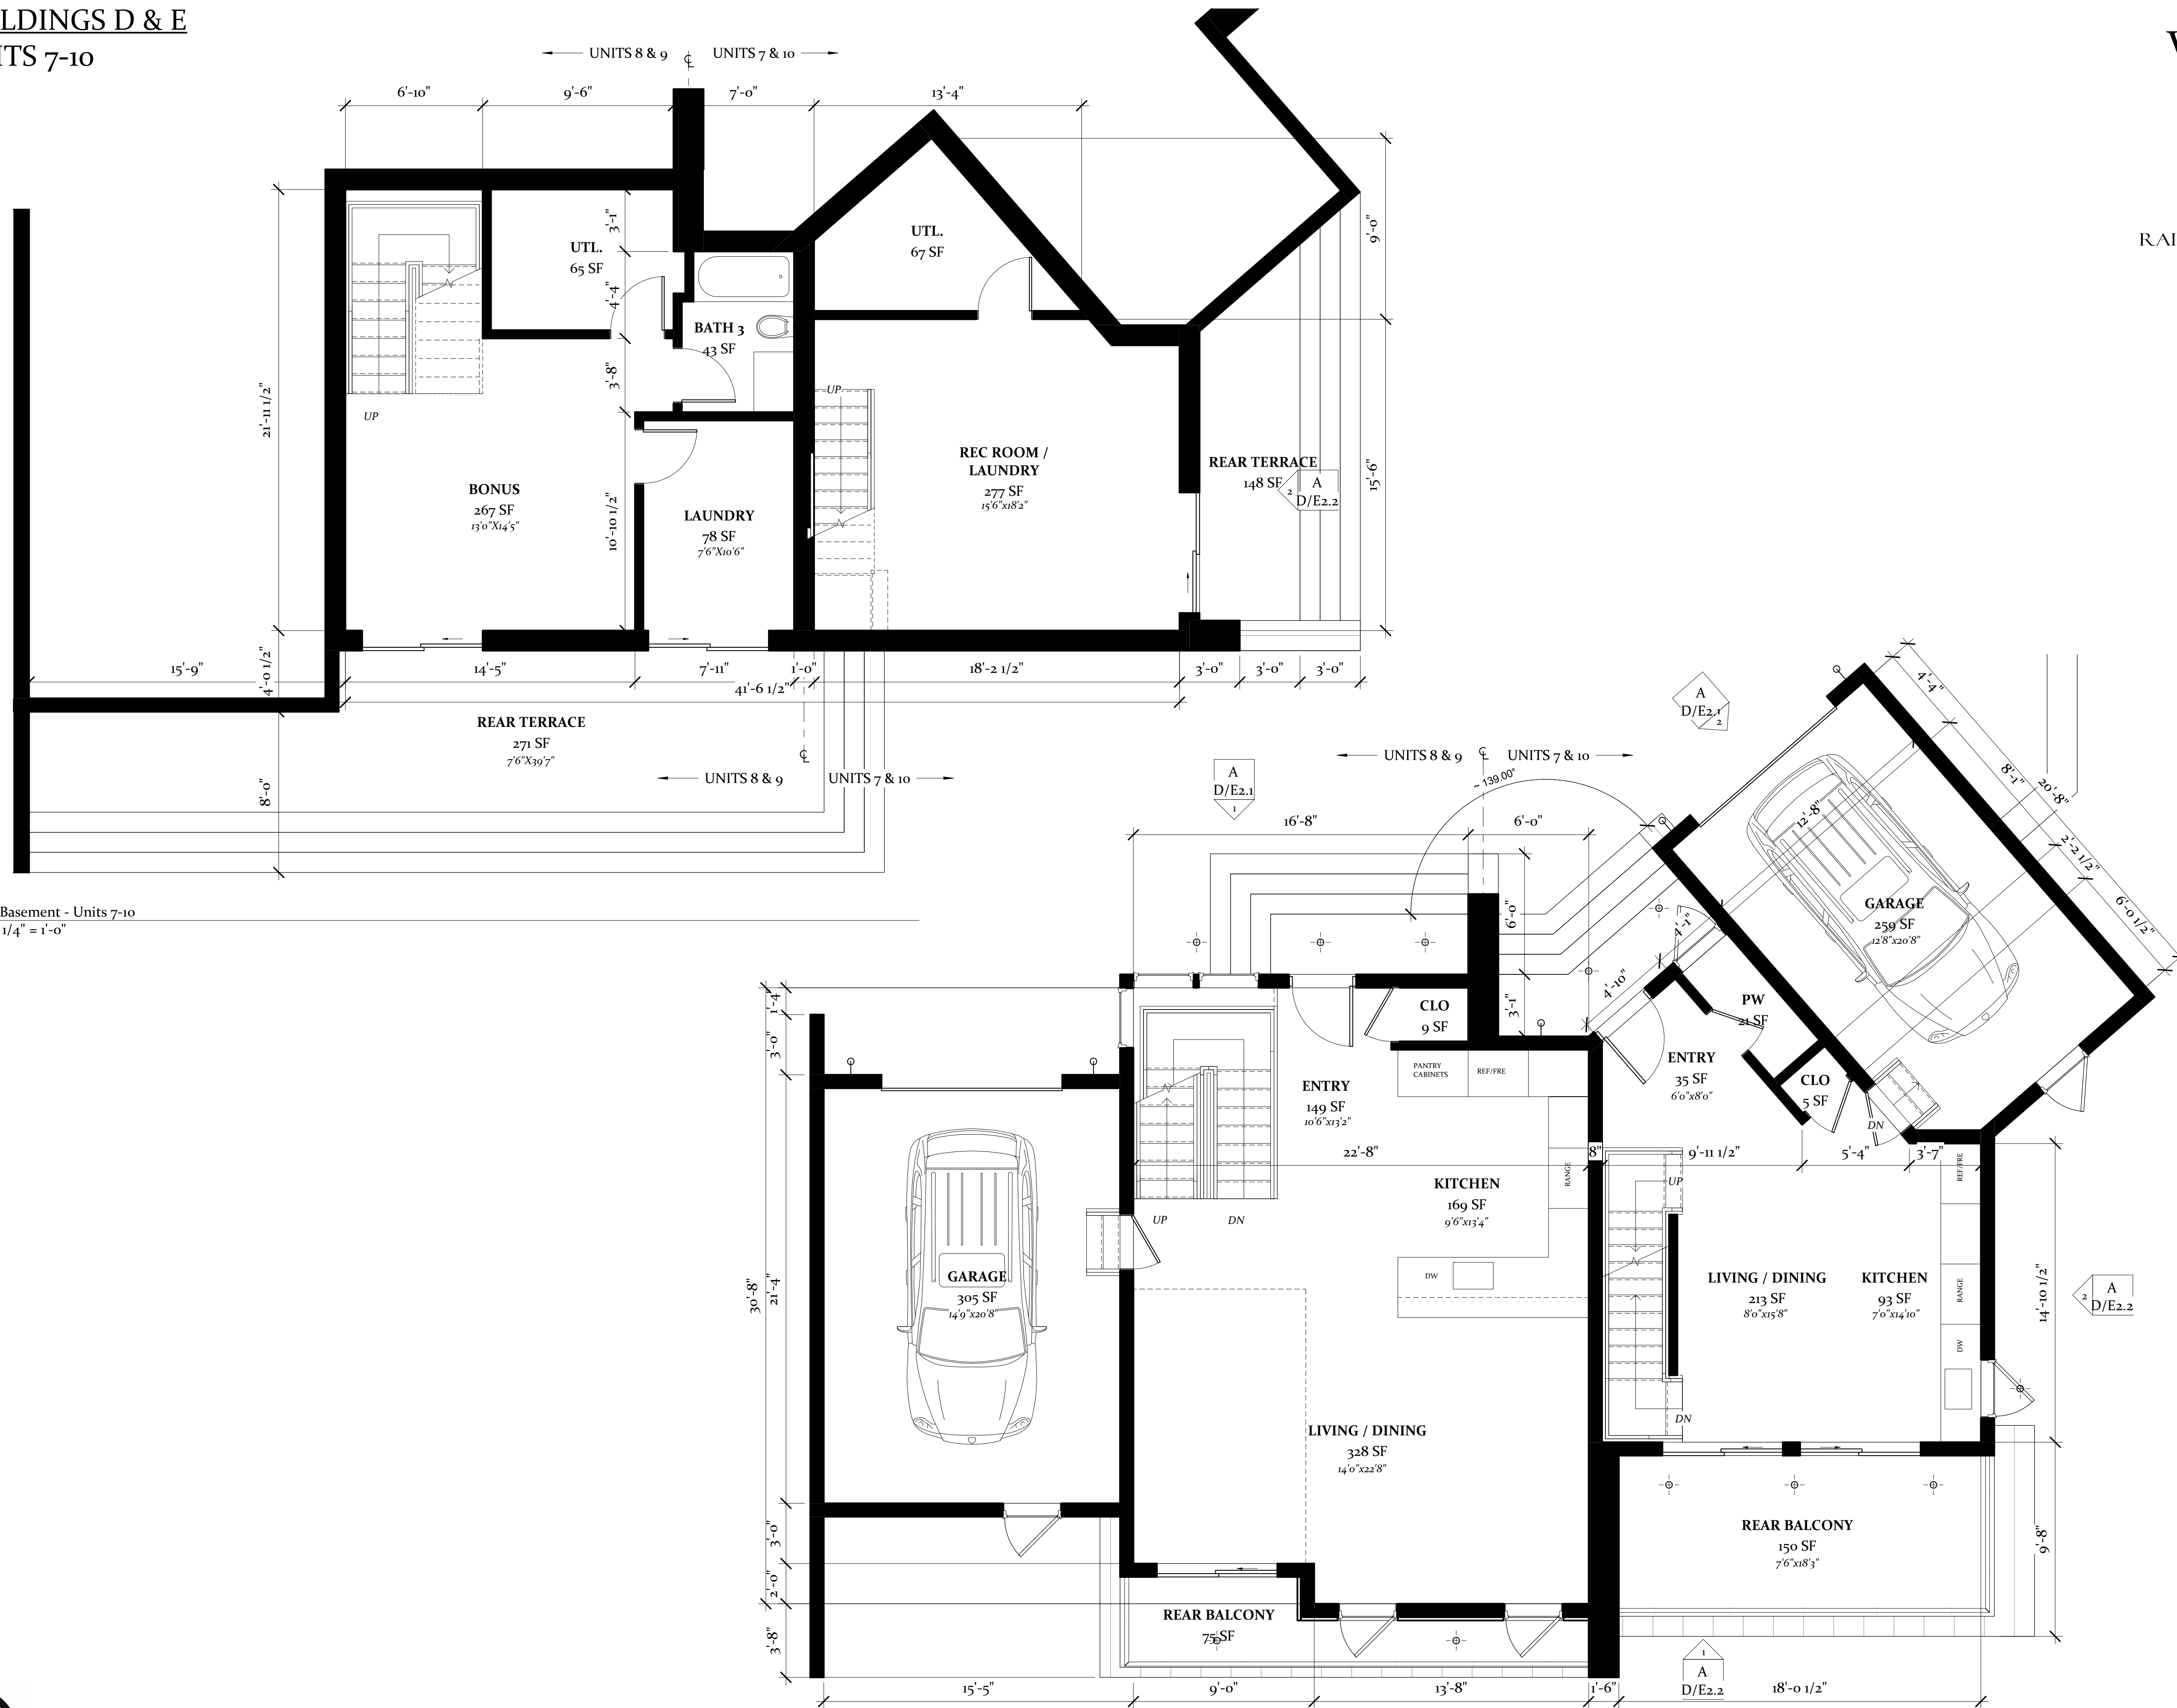 LDINGS D & E
ITS 7-10
UNITS 8 & 9
UNITS 7 & 10
6'-10"
9'-6"
7'-0"
13'-4"
UTL.
65 SF
3'-1"
4'-4"
3'-8"
10'-10 1/2"
UTL.
67 SF
9'-0"
RAI
BATH 3
43 SF
21'-11 1/2"
UP
UP
BONUS
267 SF
13'0"X14'5"
LAUNDRY
78 SF
7'6"X10'6"
REC ROOM /
LAUNDRY
277 SF
15'6"x18'2"
REAR TERRACE
148 SF
2
A
D/E2.2
15'-6"
15'-9"
4'-0 1/2"
14'-5"
7'-11"
1'-0"
18'-2 1/2"
3'-0"
3'-0"
3'-0"
41'-6 1/2"
REAR TERRACE
271 SF
7'6"X39'7"
8'-0"
UNITS 8 & 9
UNITS 7 & 10
Basement - Units 7-10
1/4" = 1'-0"
A
D/E2.1
1
UNITS 8 & 9
UNITS 7 & 10
~ 139.00°
A
D/E2.1
2
4'-4"
8'-1"
20'-8"
2'-2 1/2"
6'-0 1/2"
12'-8"
16'-8"
6'-0"
6'-0"
3'-1"
4'-1"
4'-10"
GARAGE
259 SF
12'8"x20'8"
PW
21 SF
CLO
9 SF
ENTRY
35 SF
6'0"x8'0"
CLO
5 SF
DN
1'-4"
3'-0"
PANTRY
CABINETS
REF/FRE
ENTRY
149 SF
10'6"x13'2"
22'-8"
8"
9'-11 1/2"
5'-4"
3'-7"
RANGE
REF/FRE
KITCHEN
169 SF
9'6"x13'4"
UP
DN
UP
DW
GARAGE
305 SF
14'9"x20'8"
30'-8"
21'-4"
LIVING / DINING
213 SF
8'0"x15'8"
KITCHEN
93 SF
7'0"x14'10"
RANGE
DW
14'-10 1/2"
2
A
D/E2.2
DN
LIVING / DINING
328 SF
14'0"x22'8"
3'-0"
2'-0"
3'-8"
REAR BALCONY
150 SF
7'6"x18'3"
9'-8"
REAR BALCONY
75 SF
1
A
D/E2.2
15'-5"
9'-0"
13'-8"
1'-6"
18'-0 1/2"